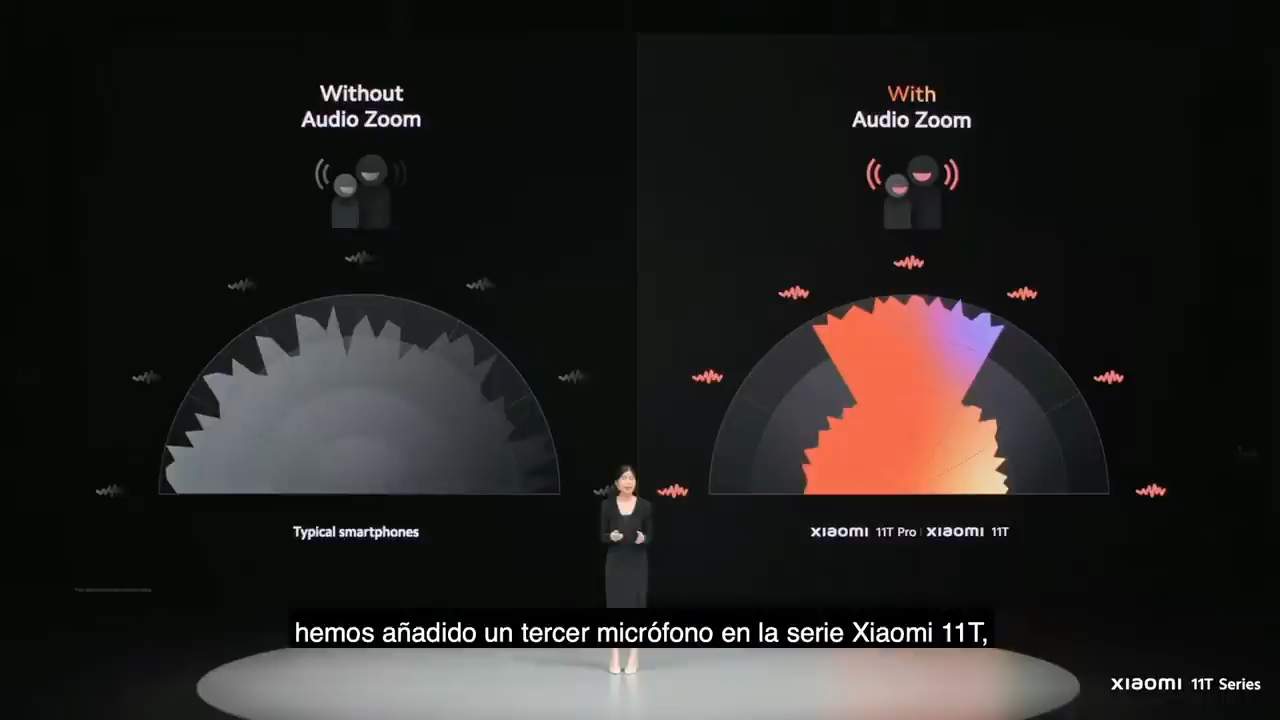 Without
Audio Zoom
With
Audio Zoom
Typical smartphones
xiaomi 11T Pro | xiaomi 11T
hemos añadido un tercer micrófono en la serie Xiaomi 11T,
xiaomi 11T Series